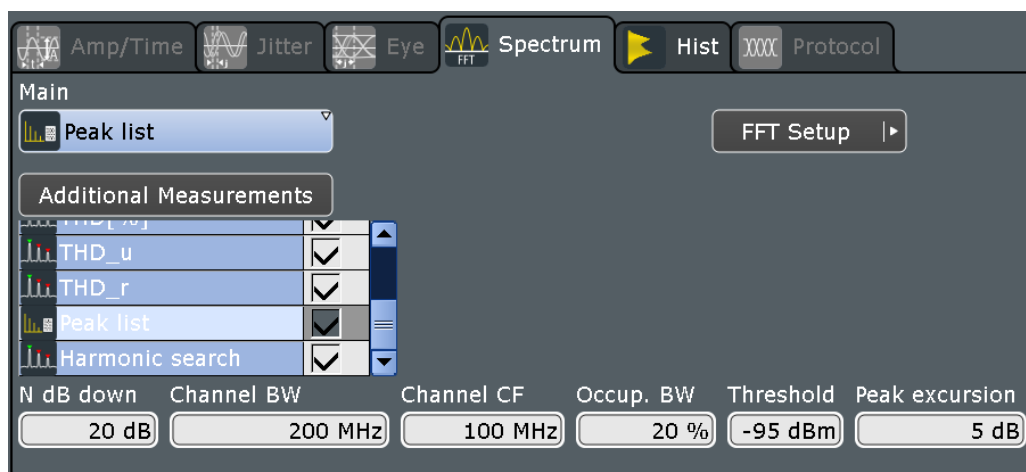 Amp/Time Jitter Eye FFT Spectrum Hist Protocol
Main
Peak list FFT Setup
Additional Measurements
THD[%]
THD_u
THD_r
Peak list
Harmonic search
N dB down Channel BW Channel CF Occup. BW Threshold Peak excursion
20 dB 200 MHz 100 MHz 20 % -95 dBm 5 dB